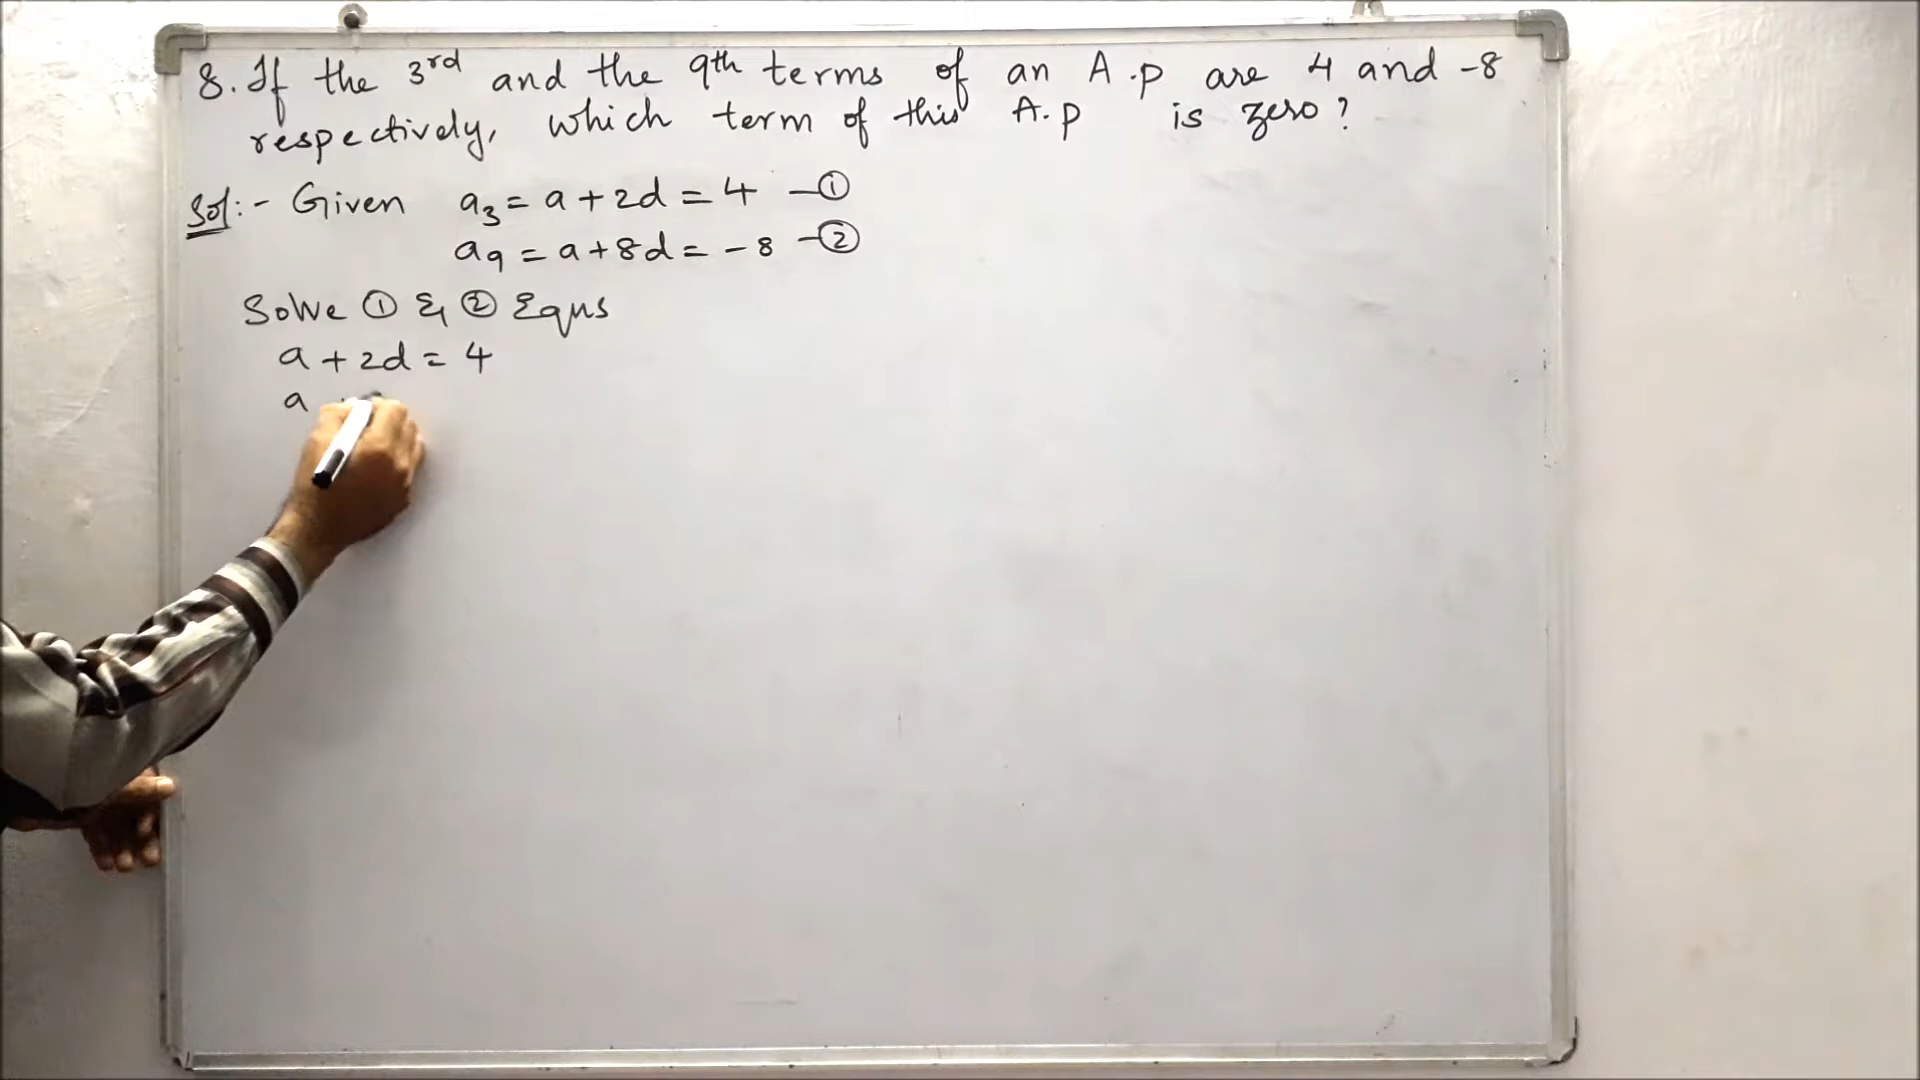 8. If the 3rd and the 9th terms of an A.p are 4 and -8
respectively, which term of this A.p is zero?
Sol:- Given a₃ = a + 2d = 4 —①
a₉ = a + 8d = -8 —②
Solve ① & ② Equs
a + 2d = 4
a